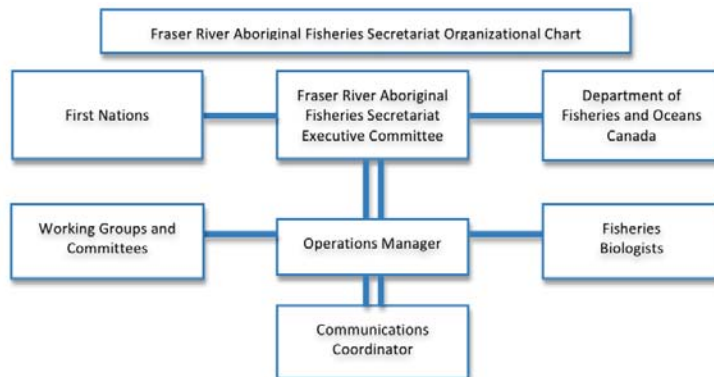 Fraser River Aboriginal Fisheries Secretariat Organizational Chart
First Nations
Fraser River Aboriginal
Fisheries Secretariat
Executive Committee
Department of
Fisheries and Oceans
Canada
Working Groups and
Committees
Operations Manager
Fisheries
Biologists
Communications
Coordinator